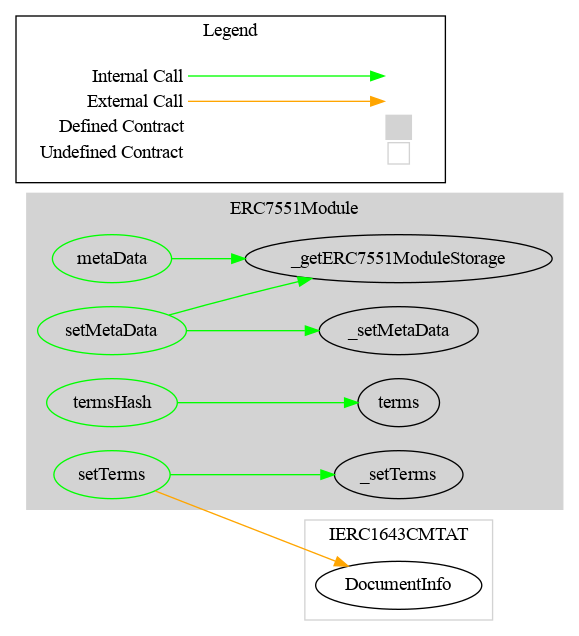 Legend
Internal Call
External Call
Defined Contract
Undefined Contract
ERC7551Module
metaData
_getERC7551ModuleStorage
setMetaData
_setMetaData
termsHash
terms
setTerms
_setTerms
IERC1643CMTAT
DocumentInfo